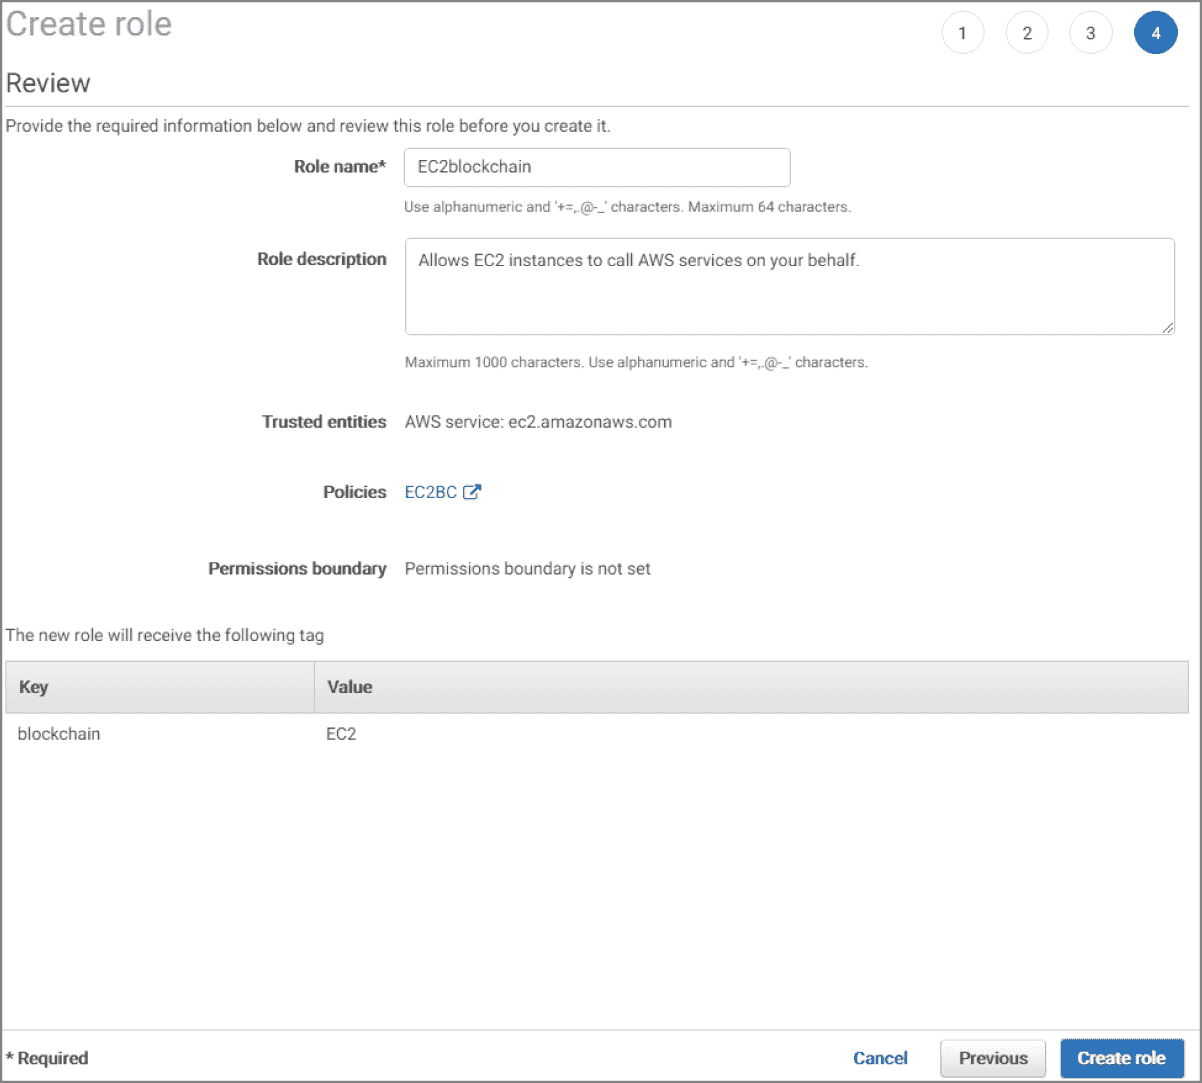 Create role
1 2 3 4
Review
Provide the required information below and review this role before you create it.
Role name* EC2blockchain
Use alphanumeric and '+=,.@-_' characters. Maximum 64 characters.
Role description Allows EC2 instances to call AWS services on your behalf.
Maximum 1000 characters. Use alphanumeric and '+=,.@-_' characters.
Trusted entities AWS service: ec2.amazonaws.com
Policies EC2BC
Permissions boundary Permissions boundary is not set
The new role will receive the following tag
Key Value
blockchain EC2
* Required Cancel Previous Create role